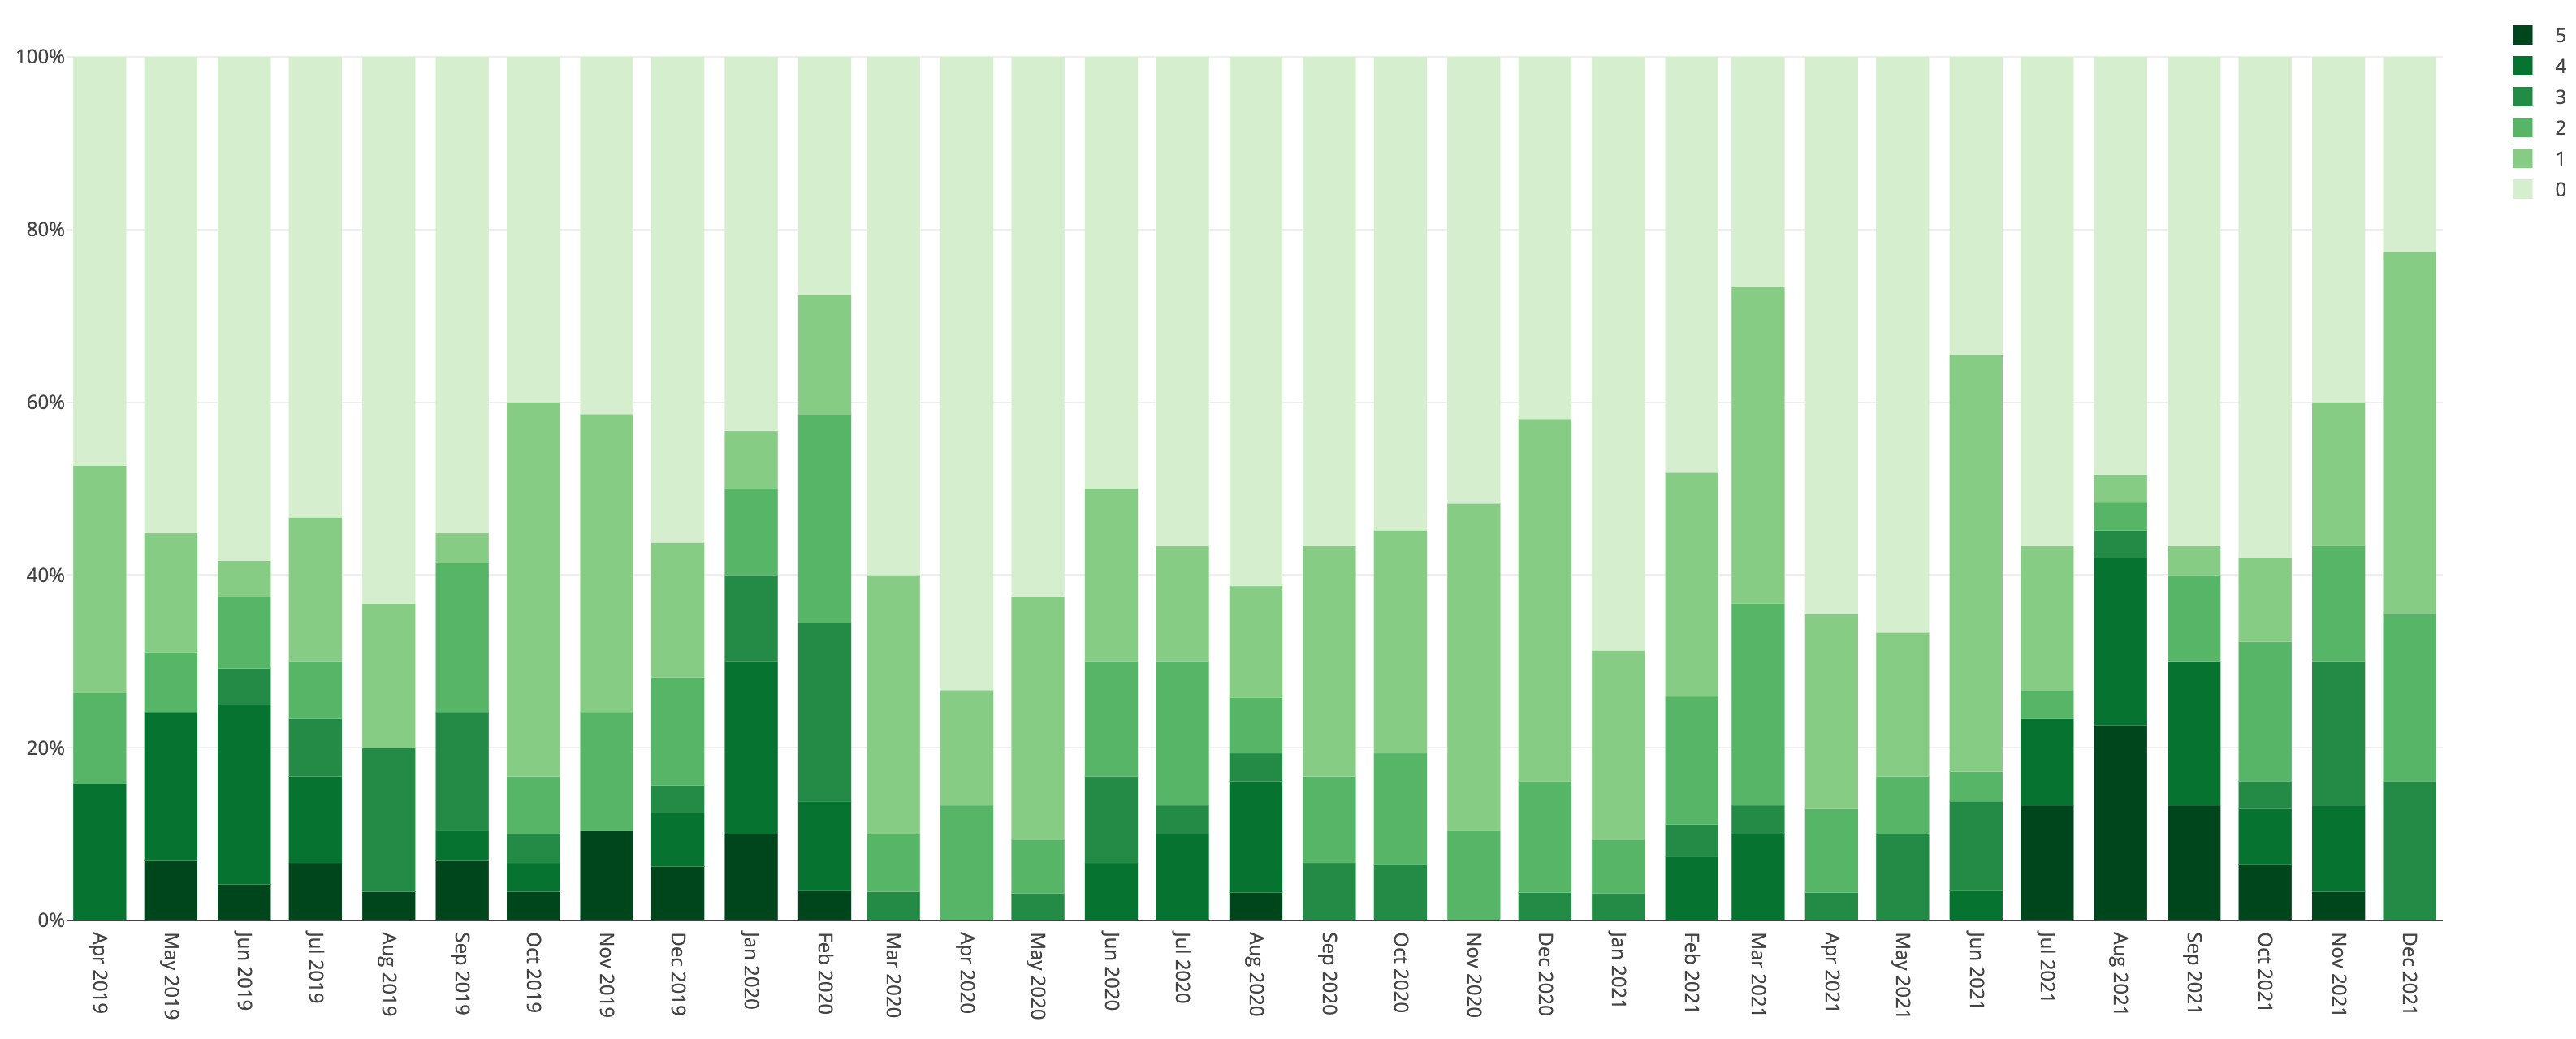 5
4
3
2
1
0
100%
80%
60%
40%
20%
0%
Apr 2019
May 2019
Jun 2019
Jul 2019
Aug 2019
Sep 2019
Oct 2019
Nov 2019
Dec 2019
Jan 2020
Feb 2020
Mar 2020
Apr 2020
May 2020
Jun 2020
Jul 2020
Aug 2020
Sep 2020
Oct 2020
Nov 2020
Dec 2020
Jan 2021
Feb 2021
Mar 2021
Apr 2021
May 2021
Jun 2021
Jul 2021
Aug 2021
Sep 2021
Oct 2021
Nov 2021
Dec 2021